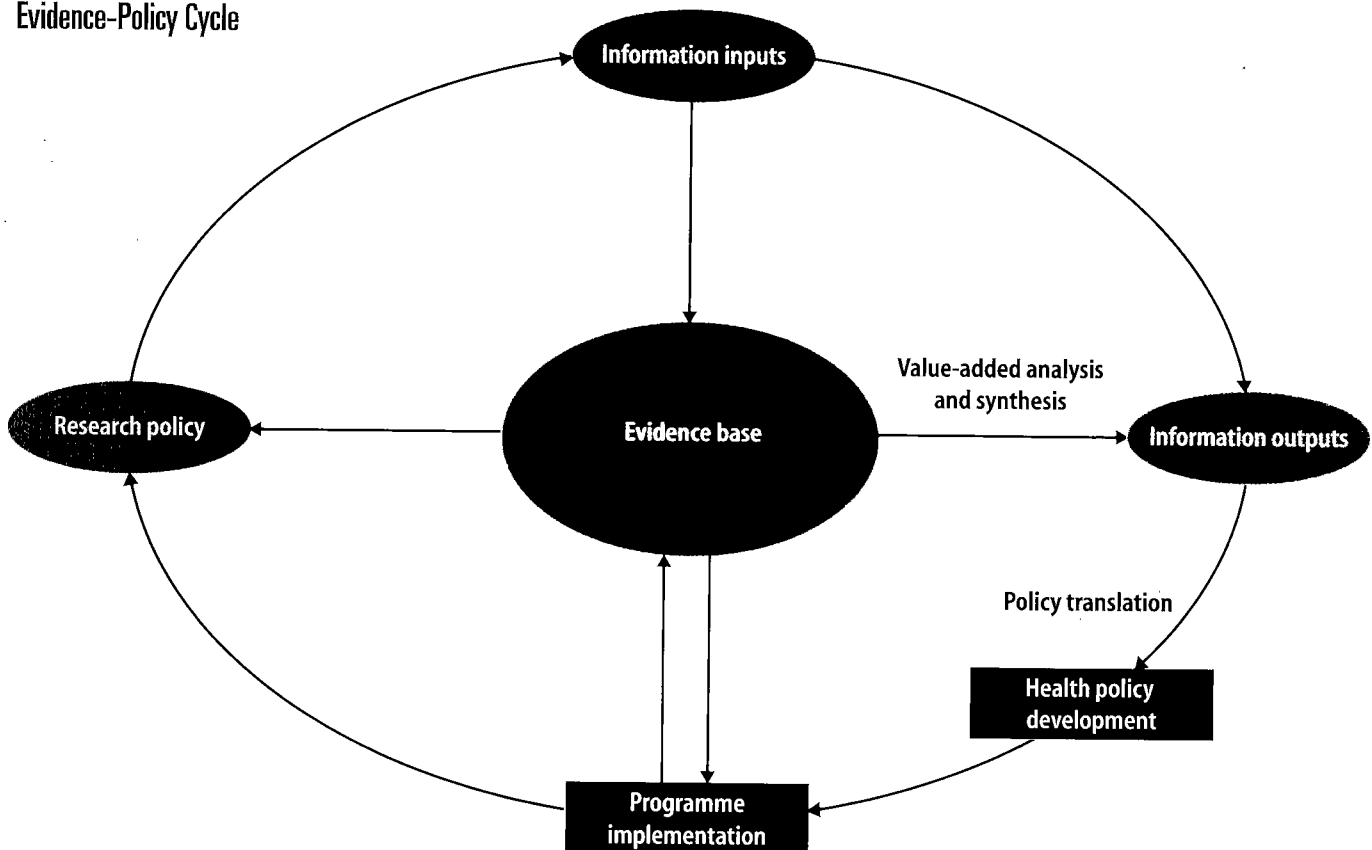 Evidence-Policy Cycle
Information inputs
Value-added analysis
and synthesis
Research policy
Evidence base
Information outputs
Policy translation
Health policy
development
Programme
implementation